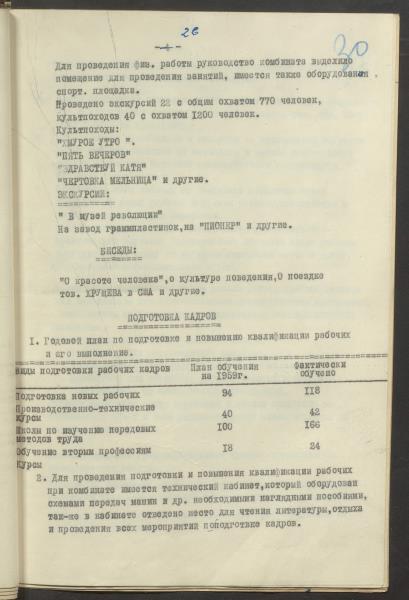 26
-4-
30
Для проведения физ. работы руководство комбината выделило
помещение для проведения занятий, имеется также оборудования
спорт. площадка.
Проведено экскурсий 22 с общим охватом 770 человек,
культпоходов 40 с охватом 1200 человек.
Культпоходы:
"ХМУРОЕ УТРО ".
"ПЯТЬ ВЕЧЕРОВ"
"ЗДРАВСТВУЙ КАТЯ"
"ЧЕРТОВКА МЕЛЬНИЦА" и другие.
ЭКСКУРСИИ:
" В музей революции"
На завод грампластинок,на "ПИОНЕР" и другие.
БЕСЕДЫ:
"О красоте человека",о культуре поведения,О поездке
тов. ХРУЩЕВА в США и другие.
ПОДГОТОВКА КАДРОВ
I. Годовой план по подготовке и повышению квалификации рабочих
и его выполнение.
Виды подготовки рабочих кадров План обучения Фактически
на 1959г. обучено
Подготовка новых рабочих 94 118
Производственно-технические
курсы 40 42
Школы по изучению передовых 100 166
методов труда
Обучение вторым профессиям 18 24
Курсы
2. Для проведения подготовки и повышения квалификации рабочих
при комбинате имеется технический кабинет,который оборудован
схемами передач машин и др. необходимыми наглядными пособиями,
так-же в кабинете отведено место для чтения литературы,отдыха
и проведения всех мероприятий поподготвке кадров.